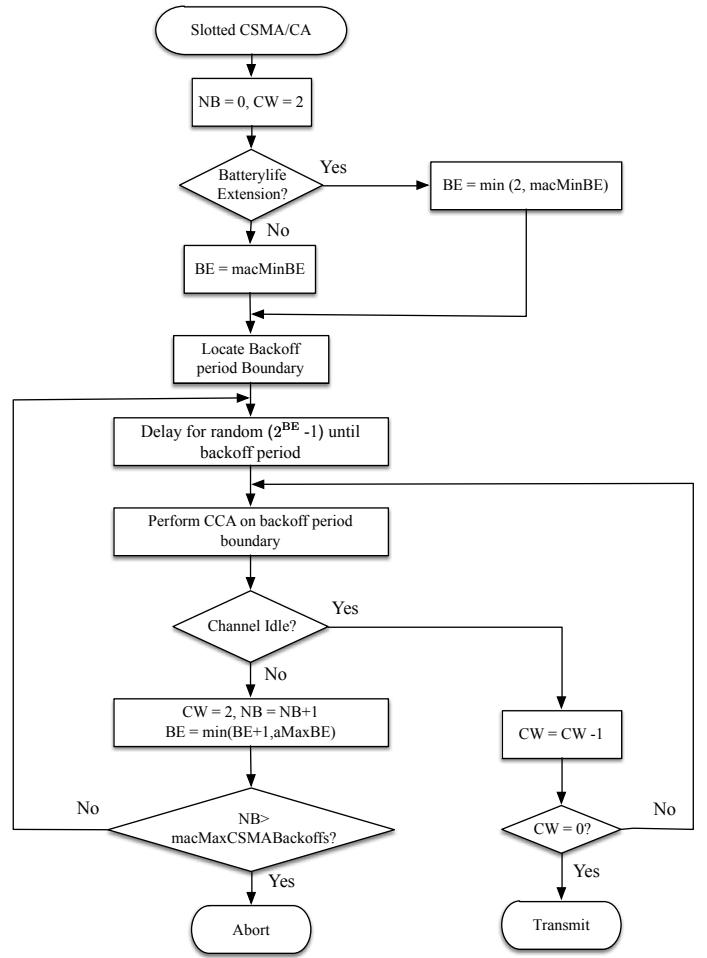 Slotted CSMA/CA
NB = 0, CW = 2
Batterylife
Extension?
Yes
BE = min (2, macMinBE)
No
BE = macMinBE
Locate Backoff
period Boundary
Delay for random (2^BE -1) until
backoff period
Perform CCA on backoff period
boundary
Channel Idle?
Yes
No
CW = 2, NB = NB+1
BE = min(BE+1,aMaxBE)
CW = CW -1
No
NB>
macMaxCSMABackoffs?
CW = 0?
No
Yes
Yes
Abort
Transmit